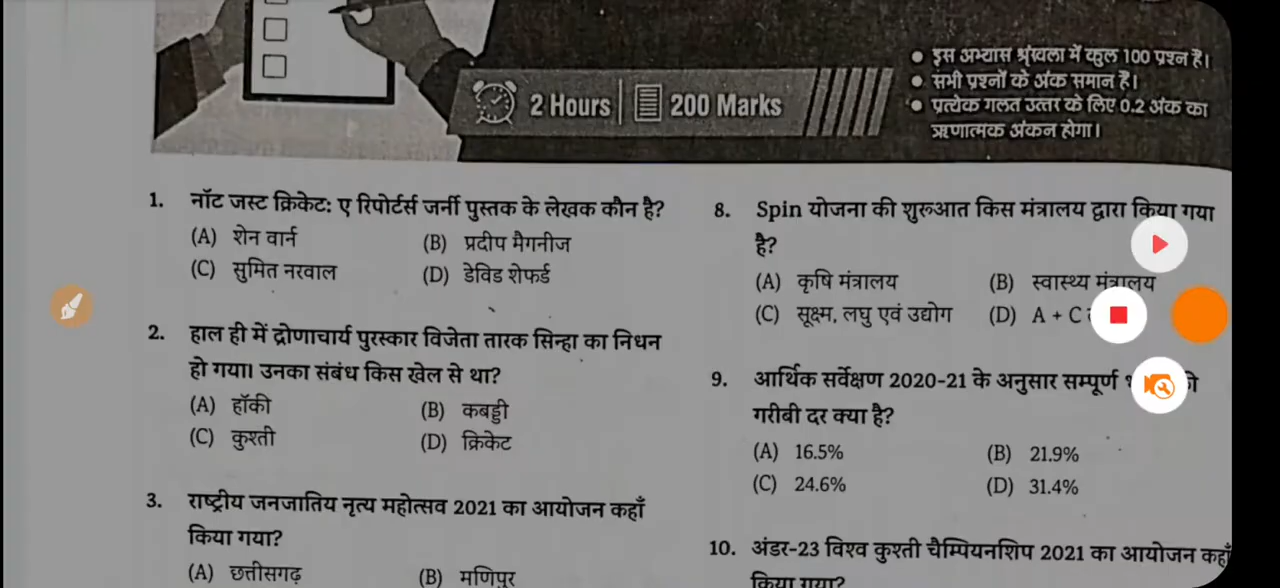 2 Hours
200 Marks
इस अभ्यास श्रृंखला में कुल 100 प्रश्न हैं।
सभी प्रश्नों के अंक समान हैं।
प्रत्येक गलत उत्तर के लिए 0.2 अंक का
ऋणात्मक अंकन होगा।
1. नॉट जस्ट क्रिकेटः ए रिपोर्टर्स जर्नी पुस्तक के लेखक कौन है?
(A) शेन वार्न (B) प्रदीप मैगनीज
(C) सुमित नरवाल (D) डेविड शेफर्ड
2. हाल ही में द्रोणाचार्य पुरस्कार विजेता तारक सिन्हा का निधन
हो गया। उनका संबंध किस खेल से था?
(A) हॉकी (B) कबड्डी
(C) कुश्ती (D) क्रिकेट
3. राष्ट्रीय जनजातिय नृत्य महोत्सव 2021 का आयोजन कहाँ
किया गया?
(A) छत्तीसगढ़ (B) मणिपुर
8. Spin योजना की शुरूआत किस मंत्रालय द्वारा किया गया
है?
(A) कृषि मंत्रालय (B) स्वास्थ्य मंत्रालय
(C) सूक्ष्म, लघु एवं उद्योग (D) A + C
9. आर्थिक सर्वेक्षण 2020-21 के अनुसार सम्पूर्ण
गरीबी दर क्या है?
(A) 16.5% (B) 21.9%
(C) 24.6% (D) 31.4%
10. अंडर-23 विश्व कुश्ती चैम्पियनशिप 2021 का आयोजन कहाँ
किया गया?